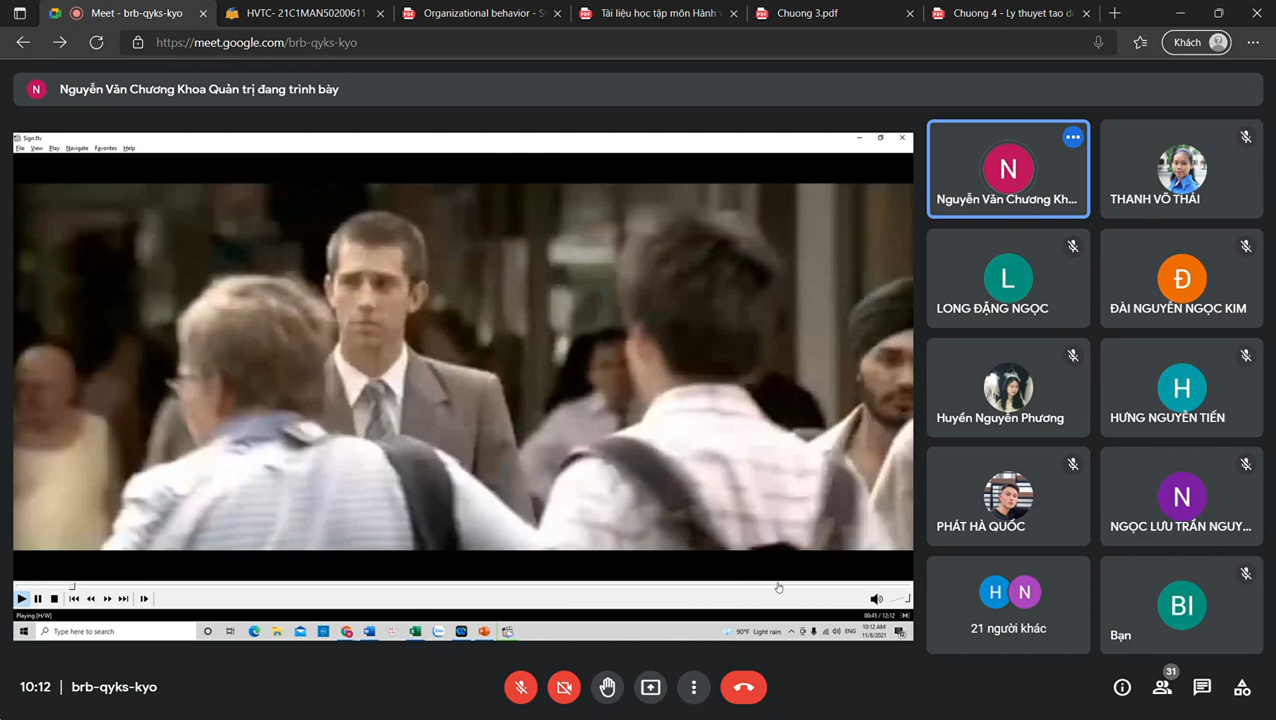 Meet - brb-qyks-kyo
HVTC- 21C1MAN50200611
Organizational behavior - S
Tài liệu học tập môn Hành v
Chuong 3.pdf
Chuong 4 - Ly thuyet tao đ
https://meet.google.com/brb-qyks-kyo
Khách
N
Nguyễn Văn Chương Khoa Quản trị đang trình bày
Sign.flv
File View Play Navigate Favorites Help
N
Nguyễn Văn Chương Kh...
THANH VÕ THÁI
L
LONG ĐẶNG NGỌC
Đ
ĐÀI NGUYỄN NGỌC KIM
Huyền Nguyễn Phương
H
HƯNG NGUYỄN TIẾN
PHÁT HÀ QUỐC
N
NGỌC LƯU TRẦN NGUY...
H N
21 người khác
BI
Bạn
Playing [H/W]
00:45 / 12:12
Type here to search
90°F Light rain
ENG
10:12 AM
11/8/2021
10:12 | brb-qyks-kyo
31